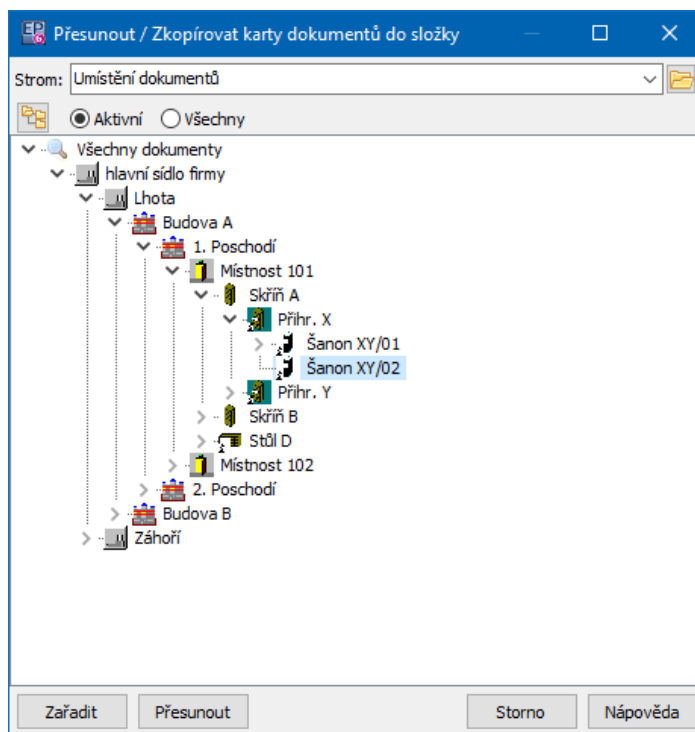 Přesunout / Zkopírovat karty dokumentů do složky
Strom: Umístění dokumentů
Aktivní Všechny
Všechny dokumenty
hlavní sídlo firmy
Lhota
Budova A
1. Poschodí
Místnost 101
Skříň A
Přihr. X
Šanon XY/01
Šanon XY/02
Přihr. Y
Skříň B
Stůl D
Místnost 102
2. Poschodí
Budova B
Záhoří
Zařadit Přesunout Storno Nápověda